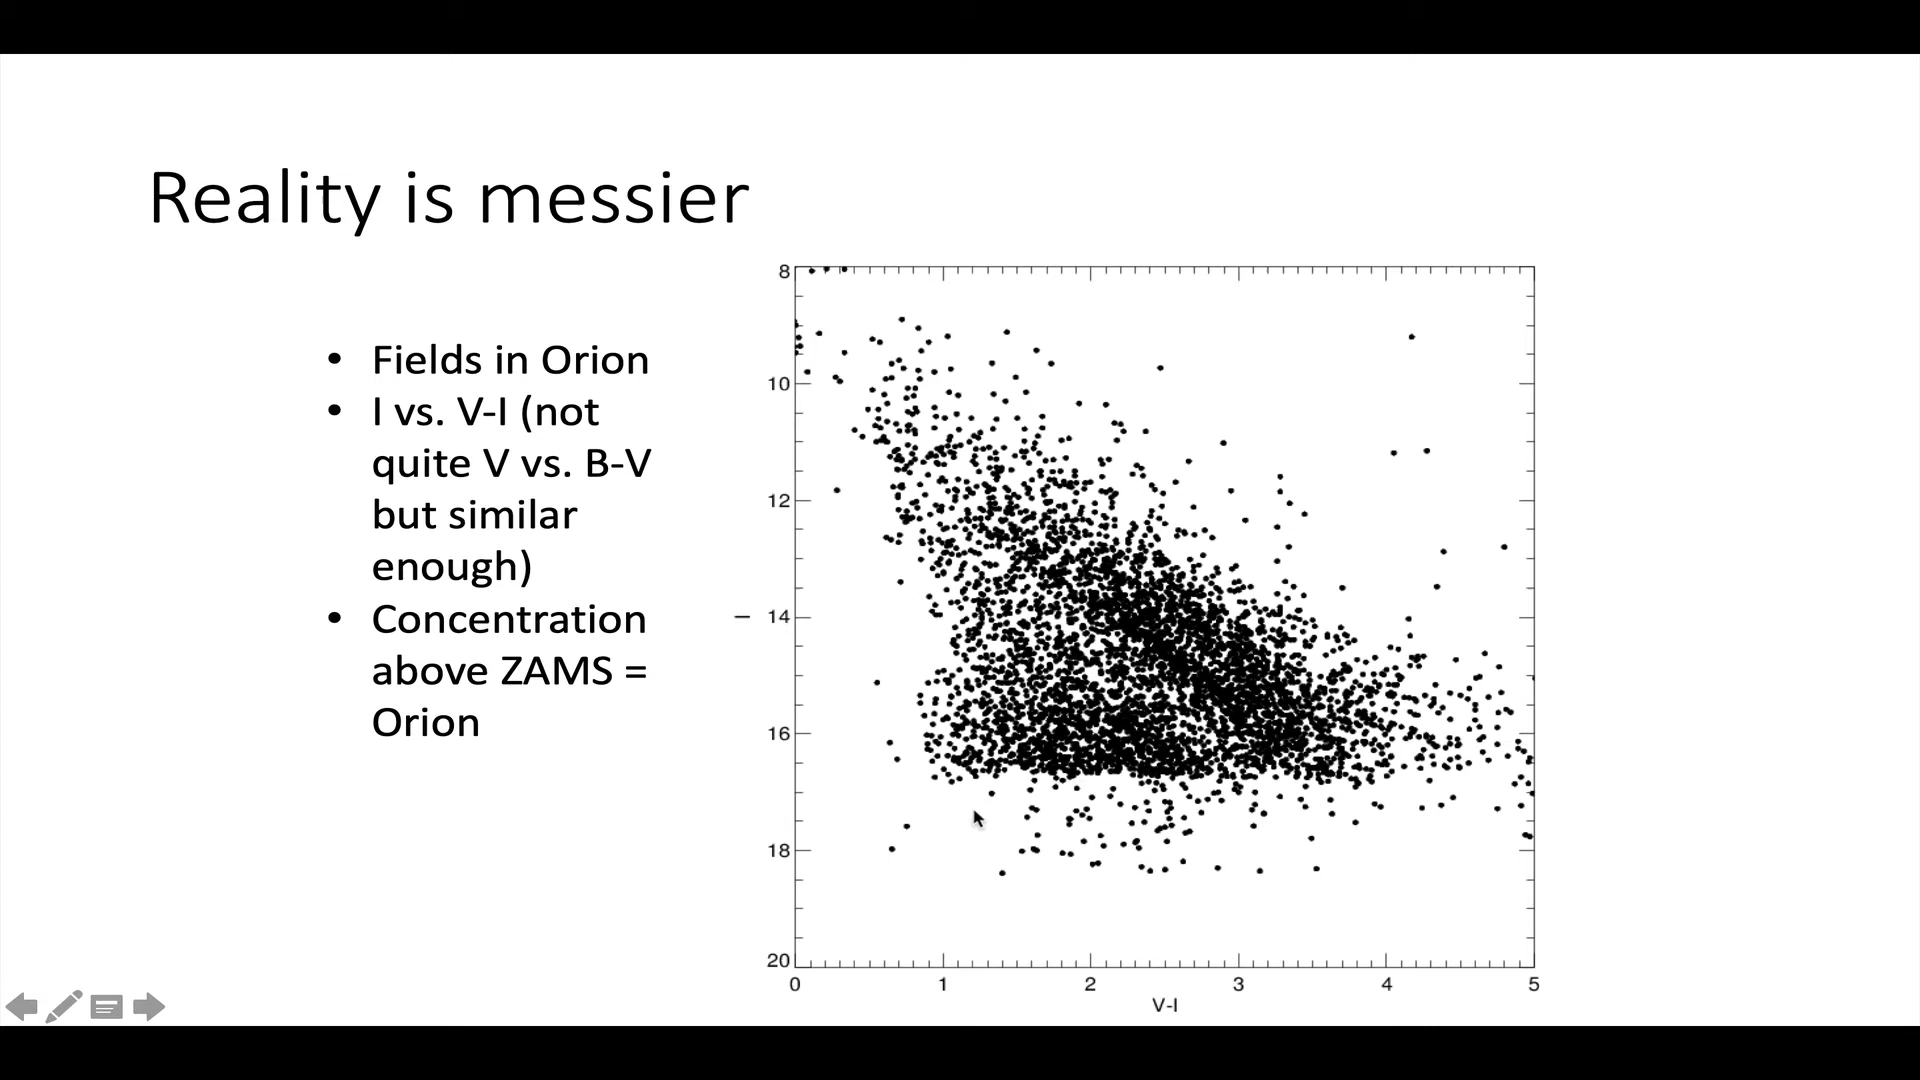 Reality is messier
• Fields in Orion
• I vs. V-I (not
quite V vs. B-V
but similar
enough)
• Concentration
above ZAMS =
Orion
8
10
12
14
16
18
20
I
0 1 2 3 4 5
V-I